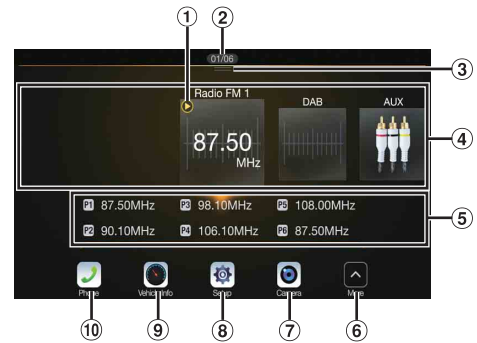 1 2
01/06
3
Radio FM 1
DAB AUX
87.50
MHz
4
P1 87.50MHz P3 98.10MHz P5 108.00MHz
P2 90.10MHz P4 106.10MHz P6 87.50MHz
5
Phone Vehicle Info Setup Camera More
10 9 8 7 6